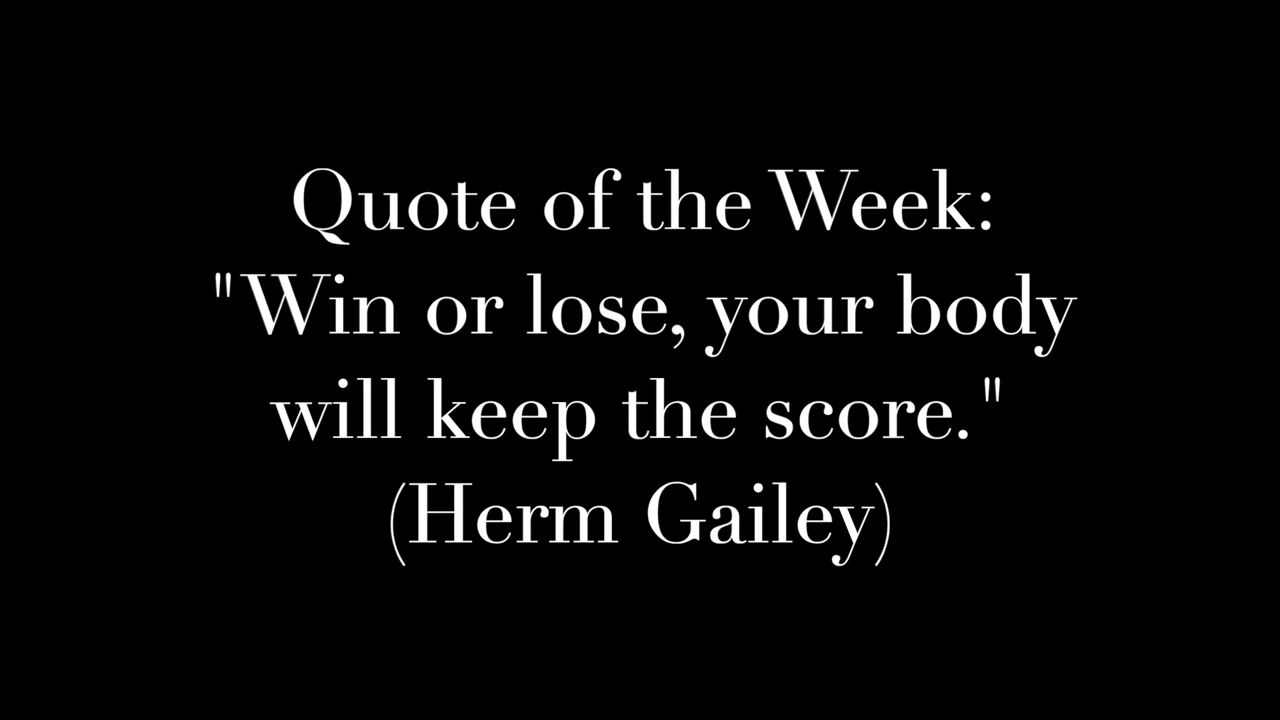 Quote of the Week:
"Win or lose, your body
will keep the score."
(Herm Gailey)